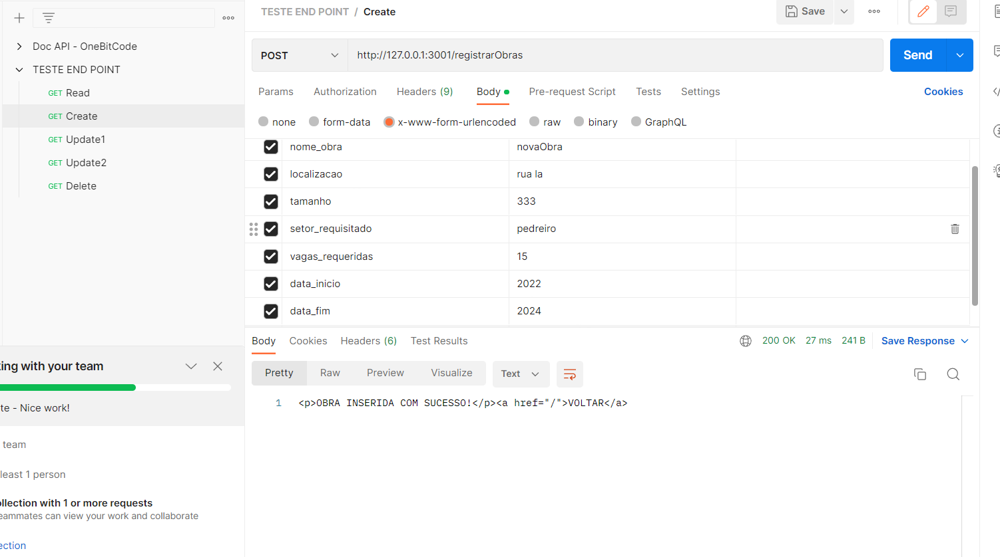 TESTE END POINT / Create
Save
Doc API - OneBitCode
TESTE END POINT
GET Read
GET Create
GET Update1
GET Update2
GET Delete
king with your team
te - Nice work!
team
least 1 person
ollection with 1 or more requests
eammates can view your work and collaborate
ection
POST
http://127.0.0.1:3001/registrarObras
Send
Params Authorization Headers (9) Body Pre-request Script Tests Settings Cookies
none form-data x-www-form-urlencoded raw binary GraphQL
nome_obra novaObra
localizacao rua la
tamanho 333
setor_requisitado pedreiro
vagas_requeridas 15
data_inicio 2022
data_fim 2024
Body Cookies Headers (6) Test Results 200 OK 27 ms 241 B Save Response
Pretty Raw Preview Visualize Text
1 <p>OBRA INSERIDA COM SUCESSO!</p><a href="/">VOLTAR</a>